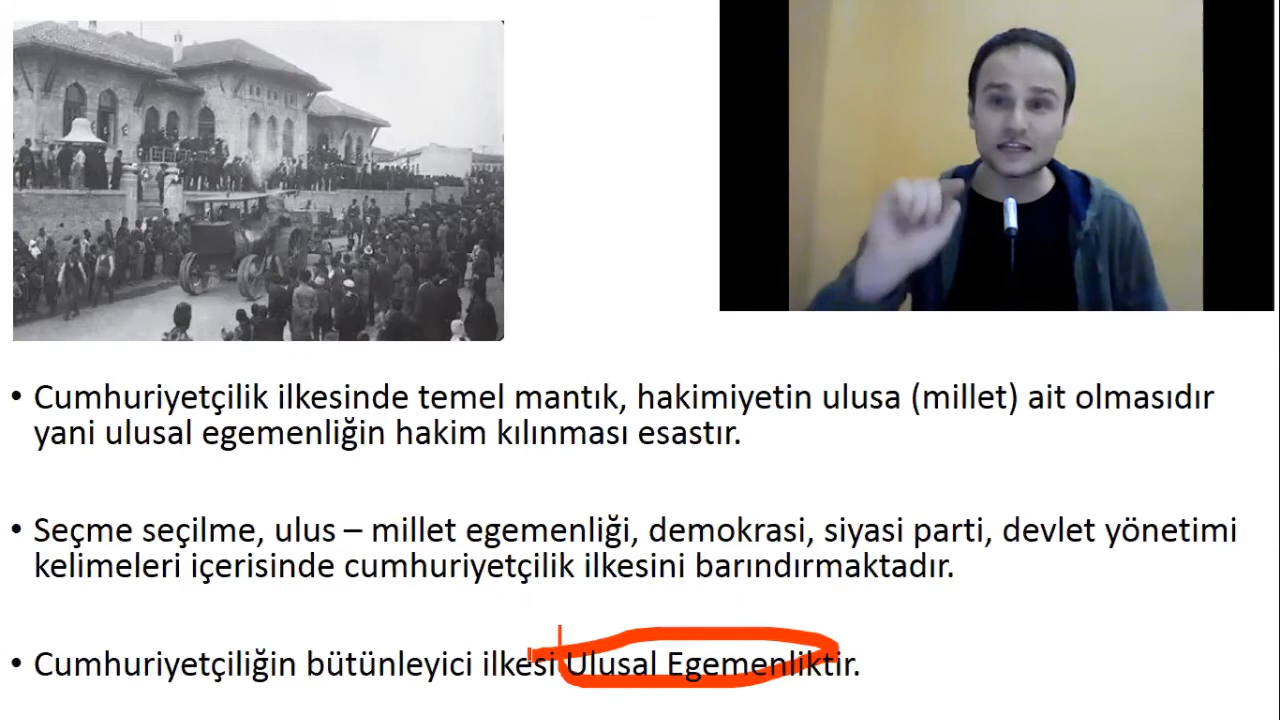 • Cumhuriyetçilik ilkesinde temel mantık, hakimiyetin ulusa (millet) ait olmasıdır
yani ulusal egemenliğin hakim kılınması esastır.
• Seçme seçilme, ulus – millet egemenliği, demokrasi, siyasi parti, devlet yönetimi
kelimeleri içerisinde cumhuriyetçilik ilkesini barındırmaktadır.
• Cumhuriyetçiliğin bütünleyici ilkesi Ulusal Egemenliktir.